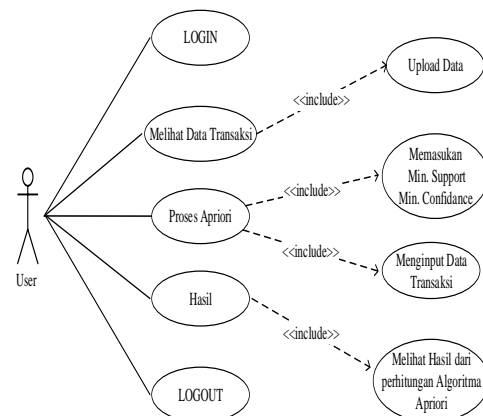 LOGIN
Upload Data
<<include>>
Melihat Data Transaksi
Memasukan
Min. Support
Min. Confidance
<<include>>
Proses Apriori
<<include>>
Menginput Data
Transaksi
User
Hasil
<<include>>
Melihat Hasil dari
perhitungan Algoritma
Apriori
LOGOUT